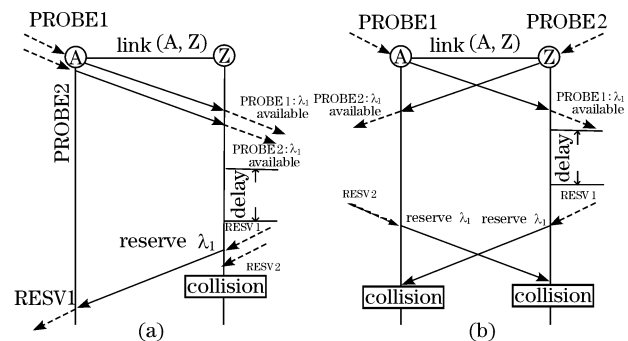 PROBE1
A
link (A, Z)
Z
PROBE2
PROBE1:λ1
available
PROBE2:λ1
available
delay
RESV1
reserve λ1
RESV2
collision
RESV1
(a)
PROBE1
PROBE2
A
link (A, Z)
Z
PROBE2:λ1
available
PROBE1:λ1
available
delay
RESV2
RESV1
reserve λ1
reserve λ1
collision
collision
(b)